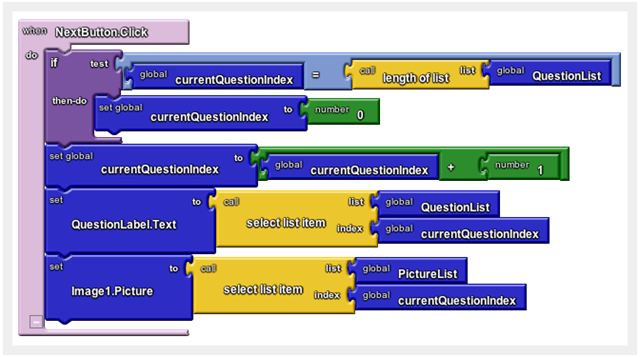 when NextButton.Click
do if test global currentQuestionIndex = call length of list list global QuestionList
then-do set global currentQuestionIndex to number 0
set global currentQuestionIndex to global currentQuestionIndex + number 1
set QuestionLabel.Text to call select list item list global QuestionList
index global currentQuestionIndex
set Image1.Picture to call select list item list global PictureList
index global currentQuestionIndex